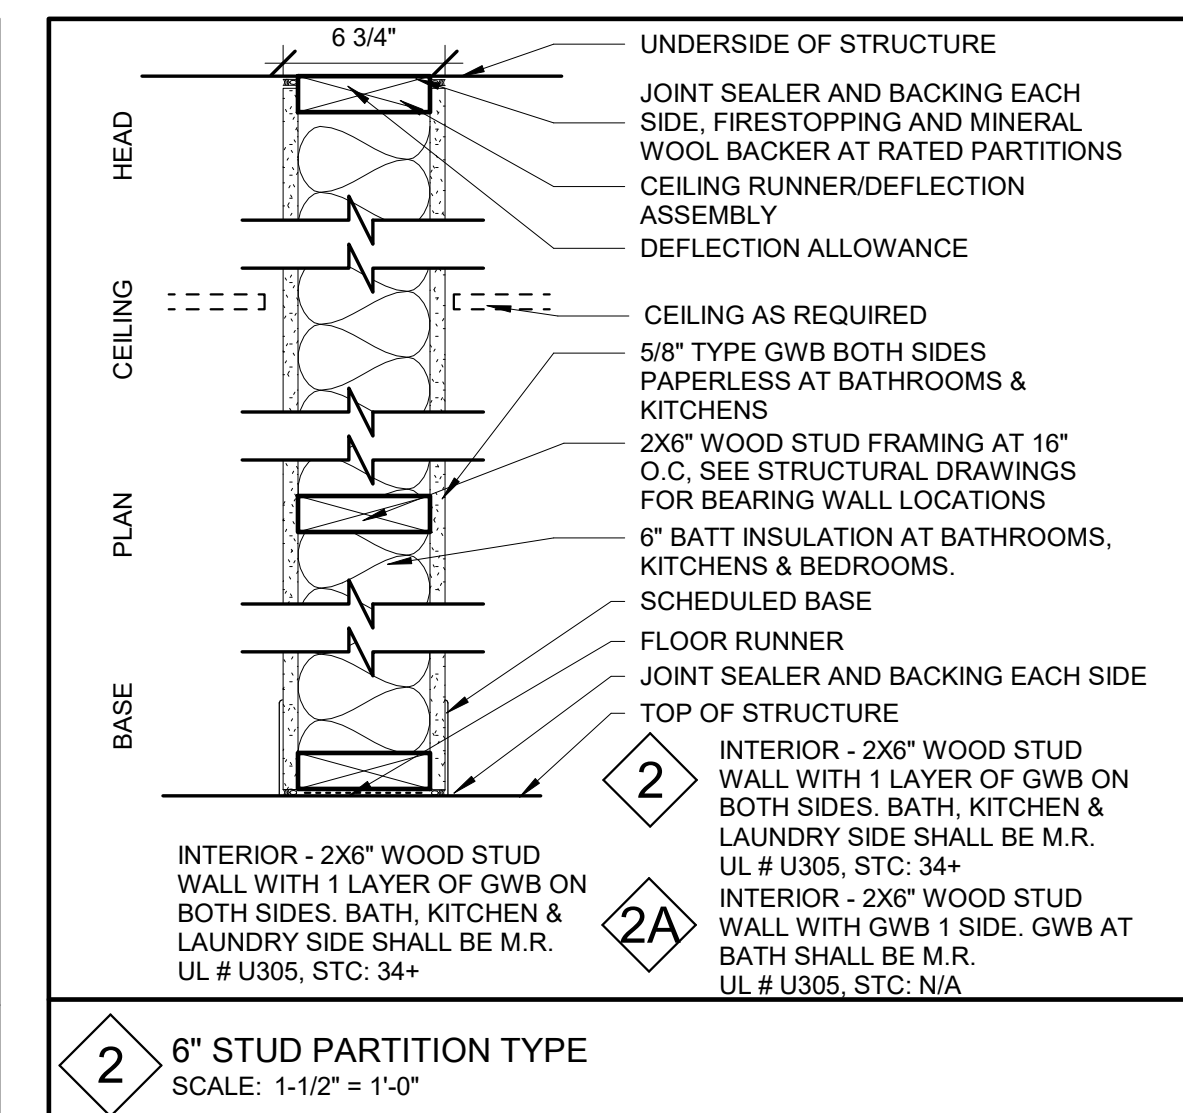 6 3/4"
HEAD
CEILING
PLAN
BASE
UNDERSIDE OF STRUCTURE
JOINT SEALER AND BACKING EACH
SIDE, FIRESTOPPING AND MINERAL
WOOL BACKER AT RATED PARTITIONS
CEILING RUNNER/DEFLECTION
ASSEMBLY
DEFLECTION ALLOWANCE
CEILING AS REQUIRED
5/8" TYPE GWB BOTH SIDES
PAPERLESS AT BATHROOMS &
KITCHENS
2X6" WOOD STUD FRAMING AT 16"
O.C, SEE STRUCTURAL DRAWINGS
FOR BEARING WALL LOCATIONS
6" BATT INSULATION AT BATHROOMS,
KITCHENS & BEDROOMS.
SCHEDULED BASE
FLOOR RUNNER
JOINT SEALER AND BACKING EACH SIDE
TOP OF STRUCTURE
2
INTERIOR - 2X6" WOOD STUD
WALL WITH 1 LAYER OF GWB ON
BOTH SIDES. BATH, KITCHEN &
LAUNDRY SIDE SHALL BE M.R.
UL # U305, STC: 34+
2A
INTERIOR - 2X6" WOOD STUD
WALL WITH GWB 1 SIDE. GWB AT
BATH SHALL BE M.R.
UL # U305, STC: N/A
INTERIOR - 2X6" WOOD STUD
WALL WITH 1 LAYER OF GWB ON
BOTH SIDES. BATH, KITCHEN &
LAUNDRY SIDE SHALL BE M.R.
UL # U305, STC: 34+
2
6" STUD PARTITION TYPE
SCALE: 1-1/2" = 1'-0"